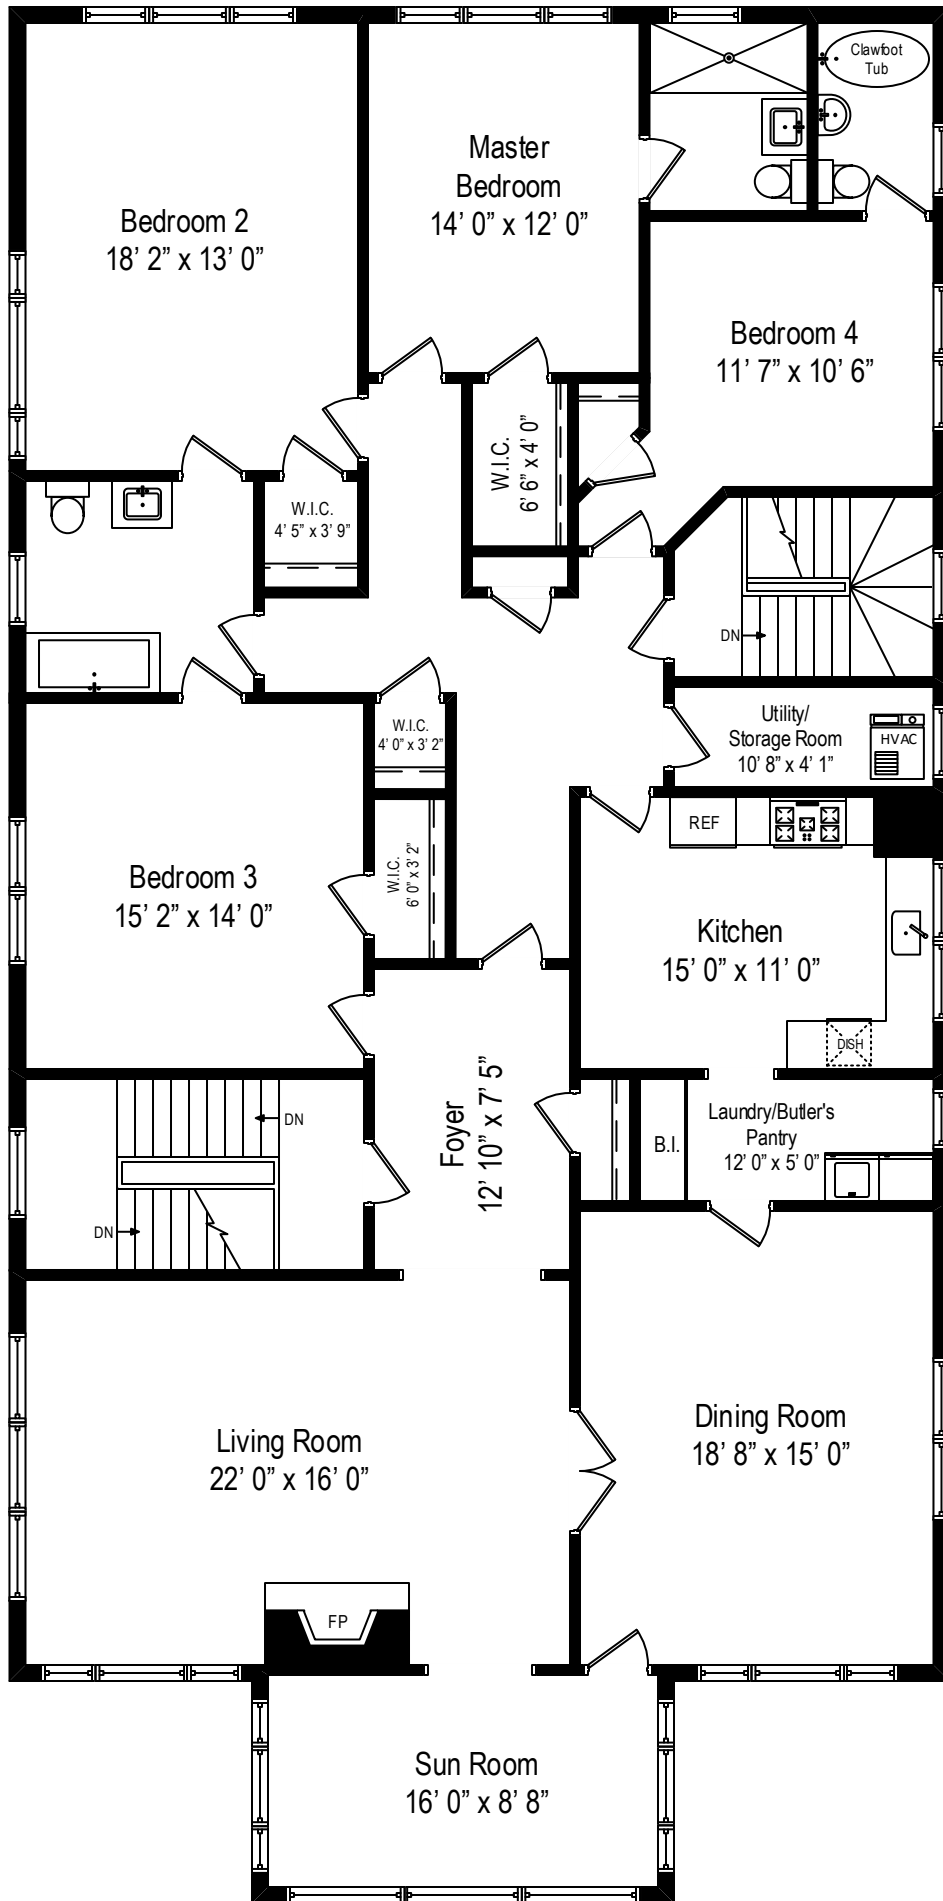 Clawfoot
Tub
Master
Bedroom
14’ 0” x 12’ 0”
Bedroom 2
18’ 2” x 13’ 0”
Bedroom 4
11’ 7” x 10’ 6”
W.I.C.
6’ 6” x 4’ 0”
W.I.C.
4’ 5” x 3’ 9”
DN
Utility/
Storage Room
10’ 8” x 4’ 1”
HVAC
W.I.C.
4’ 0” x 3’ 2”
REF
W.I.C.
6’ 0” x 3’ 2”
Bedroom 3
15’ 2” x 14’ 0”
Kitchen
15’ 0” x 11’ 0”
DISH
DN
Foyer
12’ 10” x 7’ 5”
B.I.
Laundry/Butler's
Pantry
12’ 0” x 5’ 0”
DN
Living Room
22’ 0” x 16’ 0”
Dining Room
18’ 8” x 15’ 0”
FP
Sun Room
16’ 0” x 8’ 8”